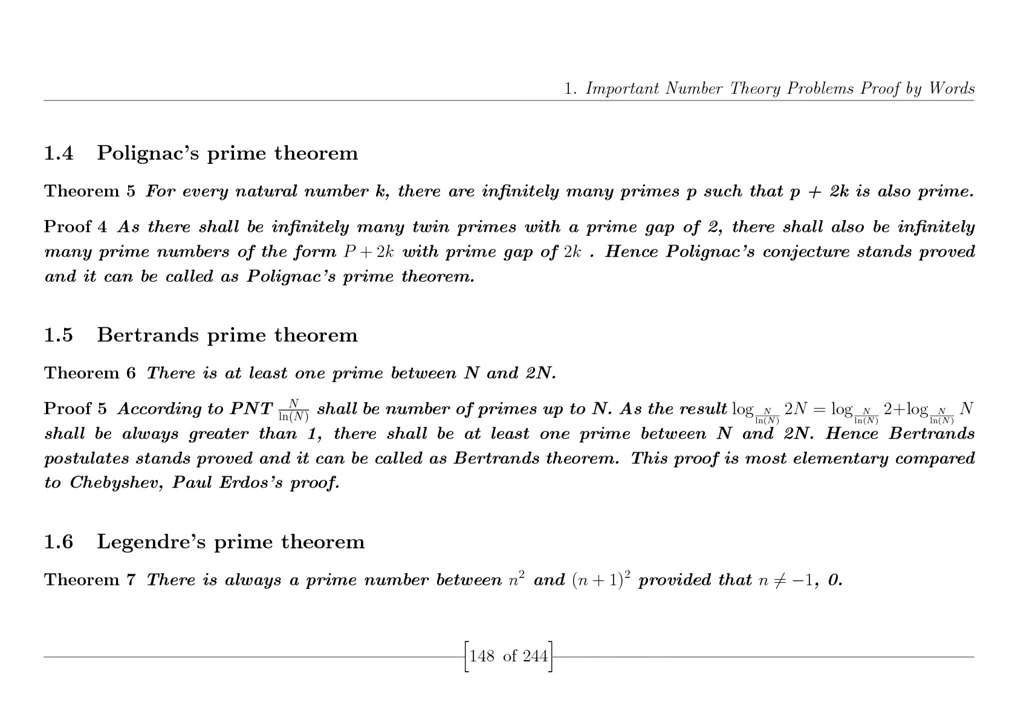 1. Important Number Theory Problems Proof by Words
1.4 Polignac's prime theorem
Theorem 5 For every natural number k, there are infinitely many primes p such that p + 2k is also prime.
Proof 4 As there shall be infinitely many twin primes with a prime gap of 2, there shall also be infinitely
many prime numbers of the form P + 2k with prime gap of 2k . Hence Polignac's conjecture stands proved
and it can be called as Polignac's prime theorem.
1.5 Bertrands prime theorem
Theorem 6 There is at least one prime between N and 2N.
Proof 5 According to PNT \frac{N}{\ln(N)} shall be number of primes up to N. As the result \log_{\frac{N}{\ln(N)}} 2N = \log_{\frac{N}{\ln(N)}} 2+\log_{\frac{N}{\ln(N)}} N
shall be always greater than 1, there shall be at least one prime between N and 2N. Hence Bertrands
postulates stands proved and it can be called as Bertrands theorem. This proof is most elementary compared
to Chebyshev, Paul Erdos's proof.
1.6 Legendre's prime theorem
Theorem 7 There is always a prime number between n² and (n + 1)² provided that n ≠ −1, 0.
148 of 244